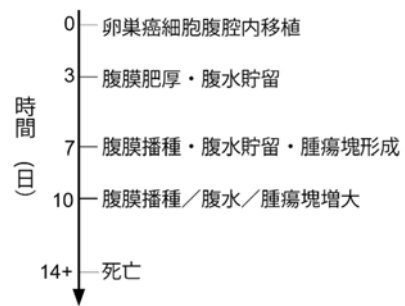 時間（日）
0 卵巣癌細胞腹腔内移植
3 腹膜肥厚・腹水貯留
7 腹膜播種・腹水貯留・腫瘍塊形成
10 腹膜播種／腹水／腫瘍塊増大
14+ 死亡